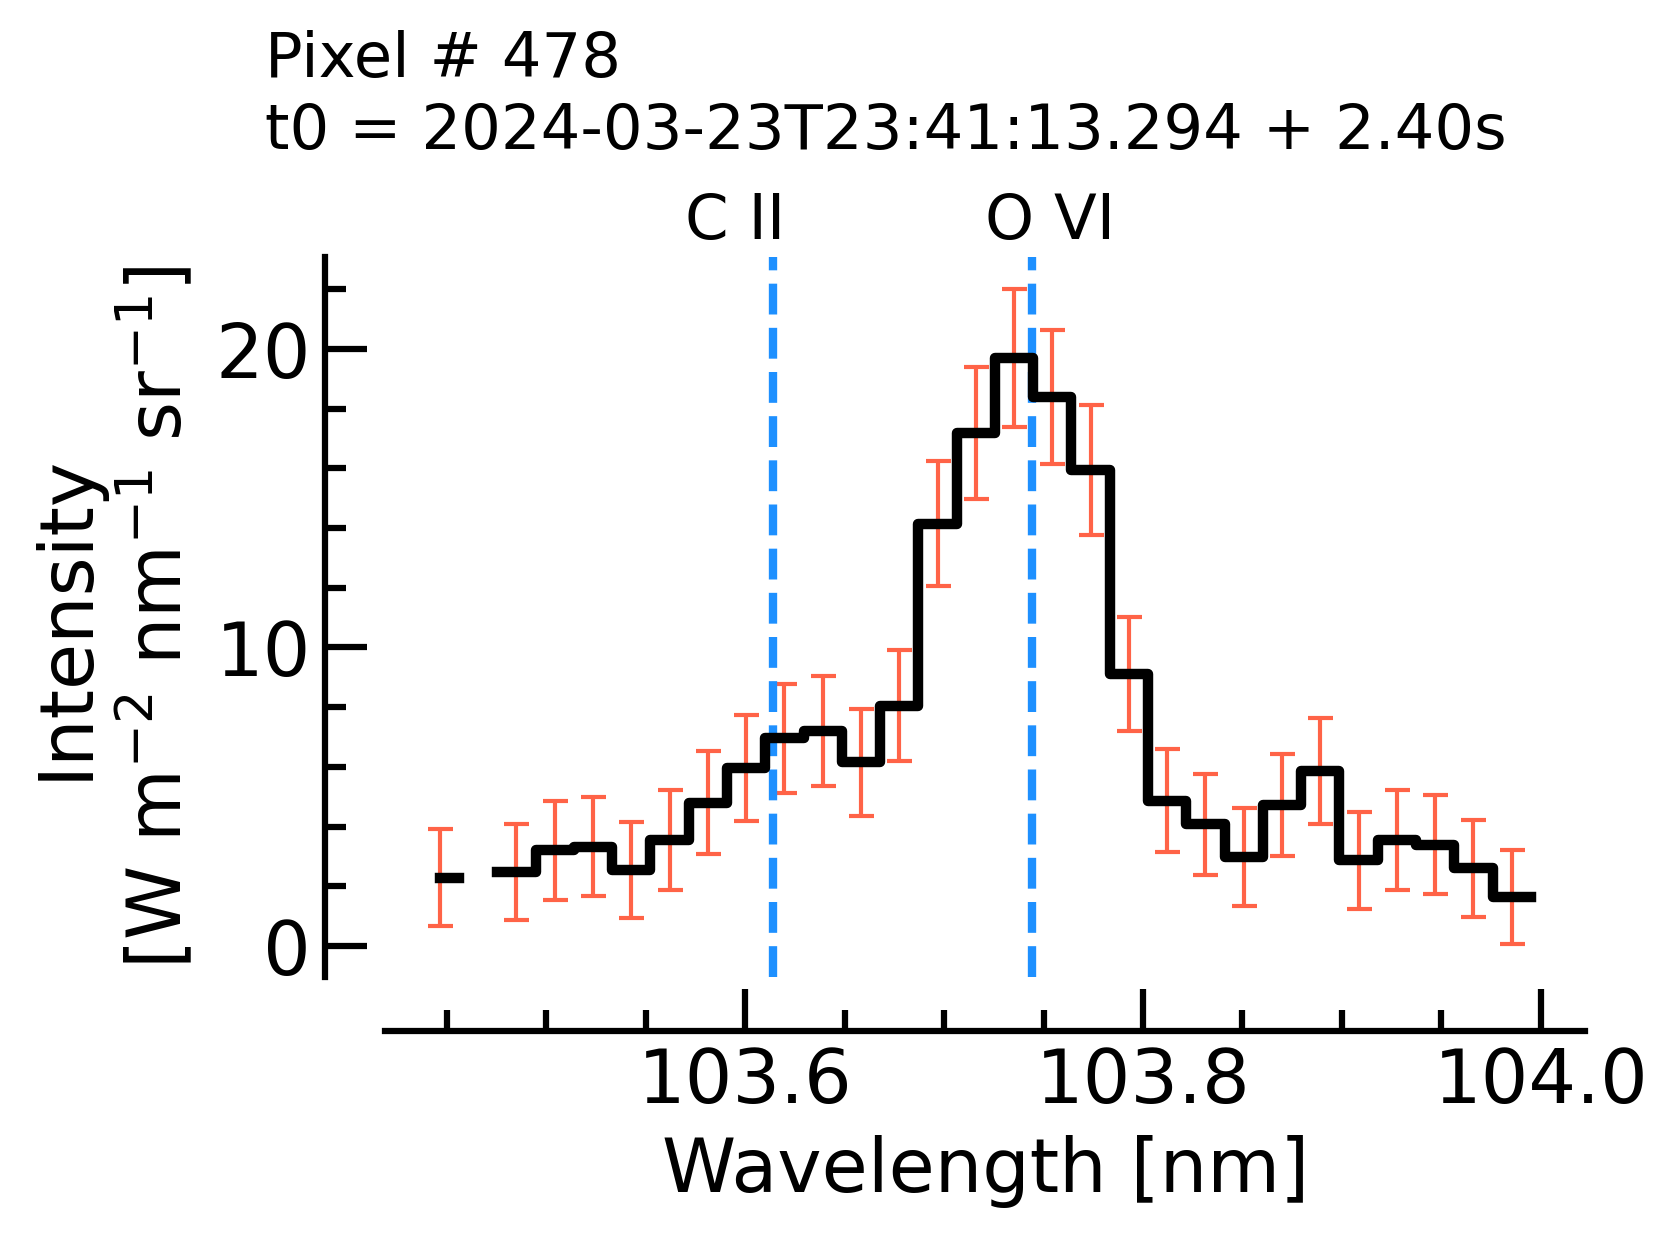 Pixel # 478
t0 = 2024-03-23T23:41:13.294 + 2.40s
C II O VI
Intensity
[W m⁻² nm⁻¹ sr⁻¹]
20
10
0
103.6 103.8 104.0
Wavelength [nm]